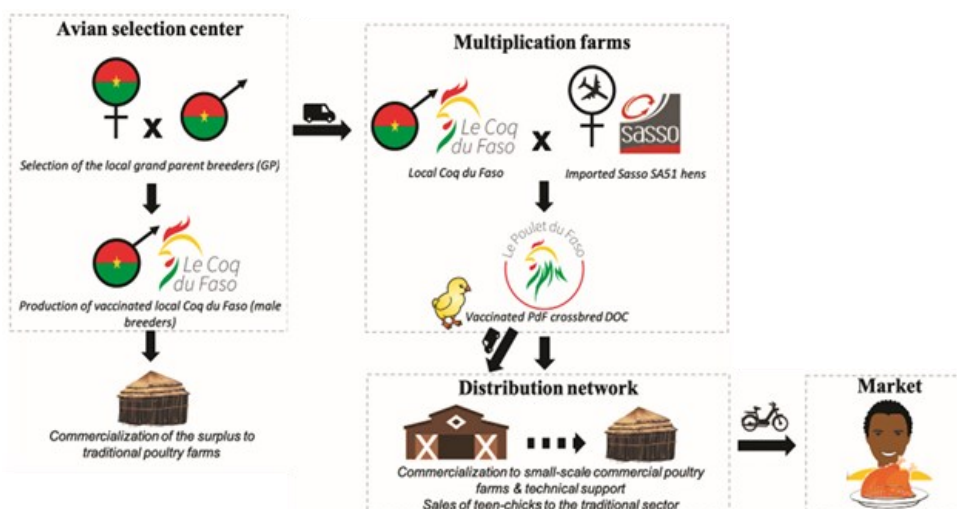 Avian selection center
X
Selection of the local grand parent breeders (GP)
Le Coq
du Faso
Production of vaccinated local Coq du Faso (male
breeders)
Commercialization of the surplus to
traditional poultry farms
Multiplication farms
Le Coq
du Faso
X
sasso
Local Coq du Faso
Imported Sasso SA51 hens
Le Poulet du Faso
Vaccinated PdF crossbred DOC
Distribution network
Commercialization to small-scale commercial poultry
farms & technical support
Sales of teen-chicks to the traditional sector
Market